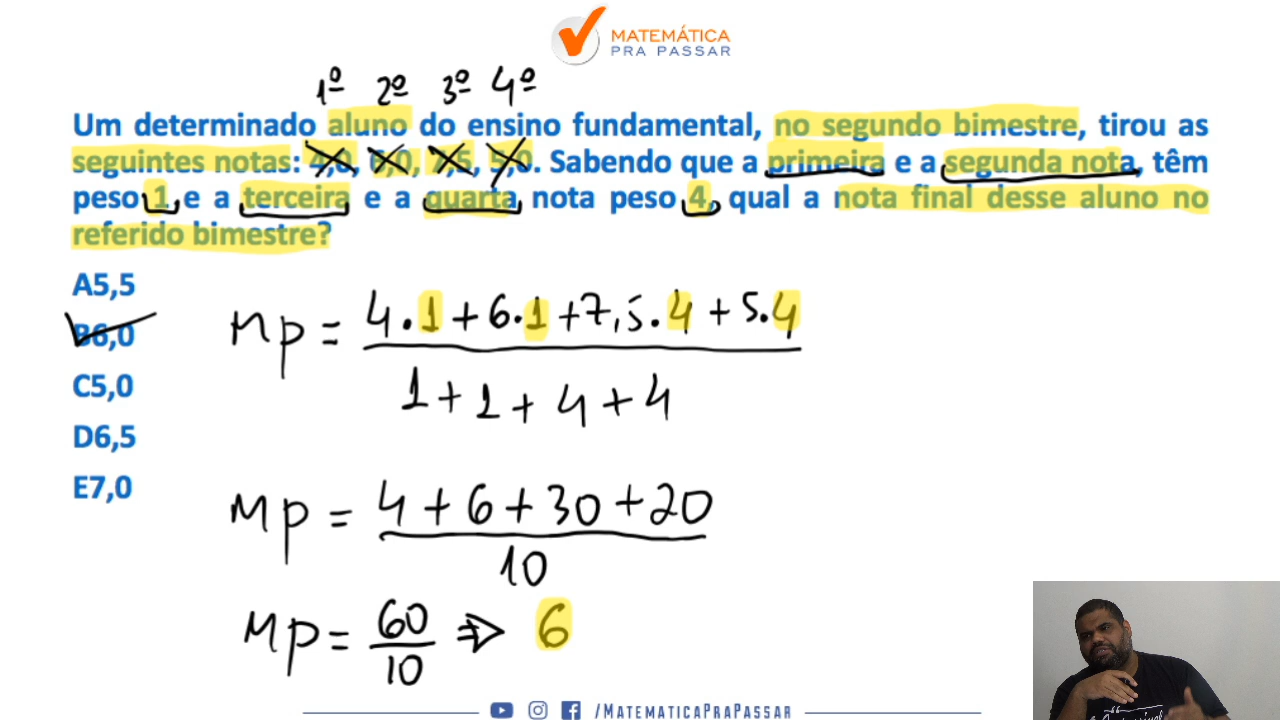 MATEMÁTICA
PRA PASSAR
1º 2º 3º 4º
Um determinado aluno do ensino fundamental, no segundo bimestre, tirou as
seguintes notas: 4,0, 6,0, 7,5, 5,0. Sabendo que a primeira e a segunda nota, têm
peso 1, e a terceira e a quarta nota peso 4, qual a nota final desse aluno no
referido bimestre?
A5,5
B6,0
C5,0
D6,5
E7,0
Mp = 4.1 + 6.1 + 7,5.4 + 5.4
1 + 1 + 4 + 4
Mp = 4 + 6 + 30 + 20
10
Mp = 60 ⇒ 6
10
/MatematicaPraPassar